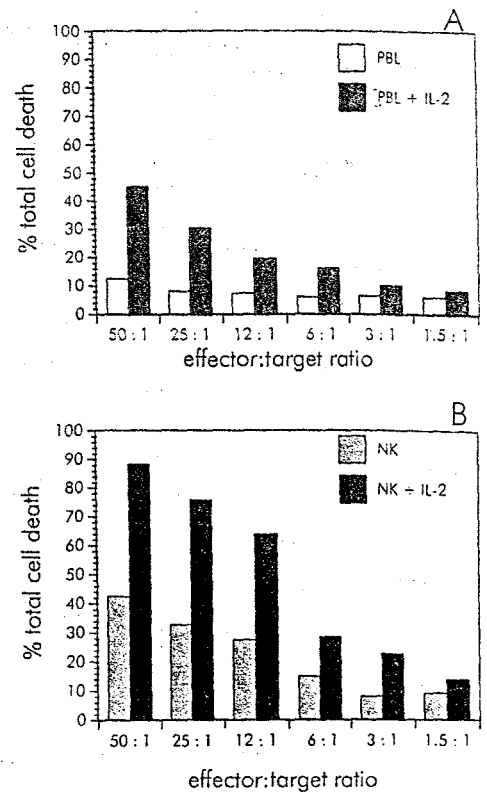 A
100
90
80
70
60
50
40
30
20
10
0
% total cell death
PBL
PBL + IL-2
50 : 1 25 : 1 12 : 1 6 : 1 3 : 1 1.5 : 1
effector:target ratio
B
100
90
80
70
60
50
40
30
20
10
0
% total cell death
NK
NK + IL-2
50 : 1 25 : 1 12 : 1 6 : 1 3 : 1 1.5 : 1
effector:target ratio